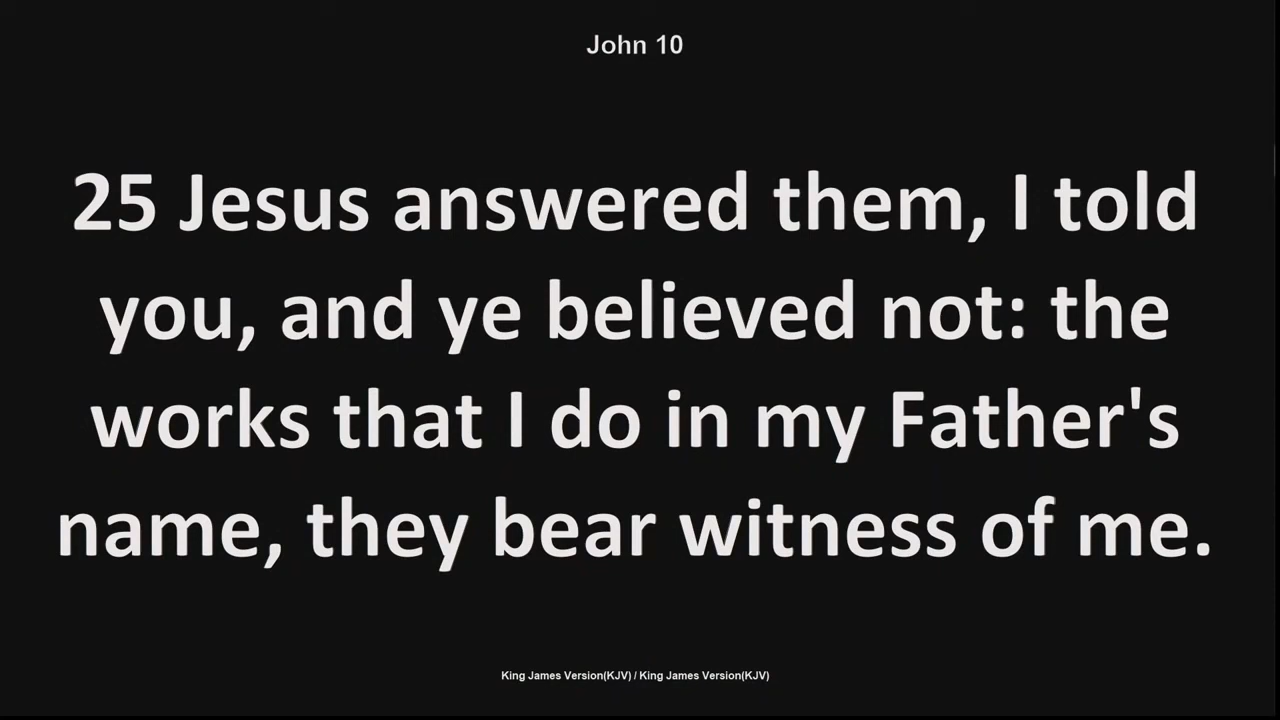 John 10
25 Jesus answered them, I told
you, and ye believed not: the
works that I do in my Father's
name, they bear witness of me.
King James Version(KJV) / King James Version(KJV)